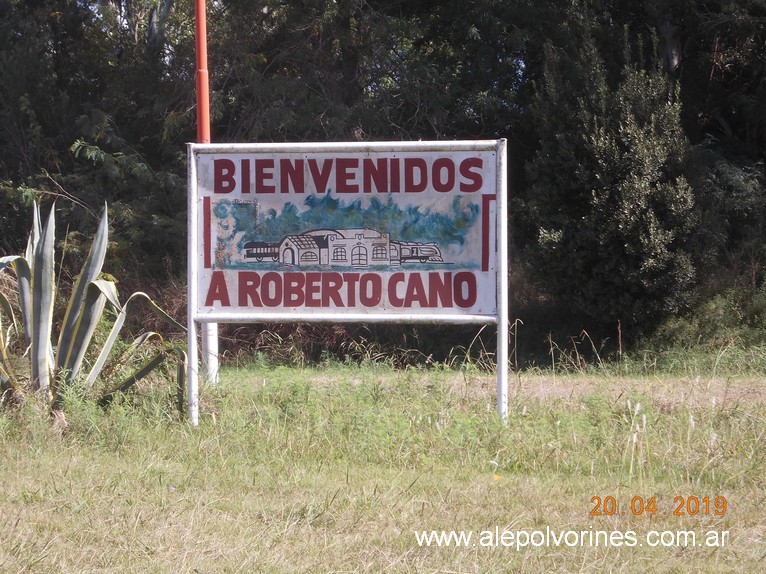 BIENVENIDOS
A ROBERTO CANO
20 04 2019
www.alepolvorines.com.ar